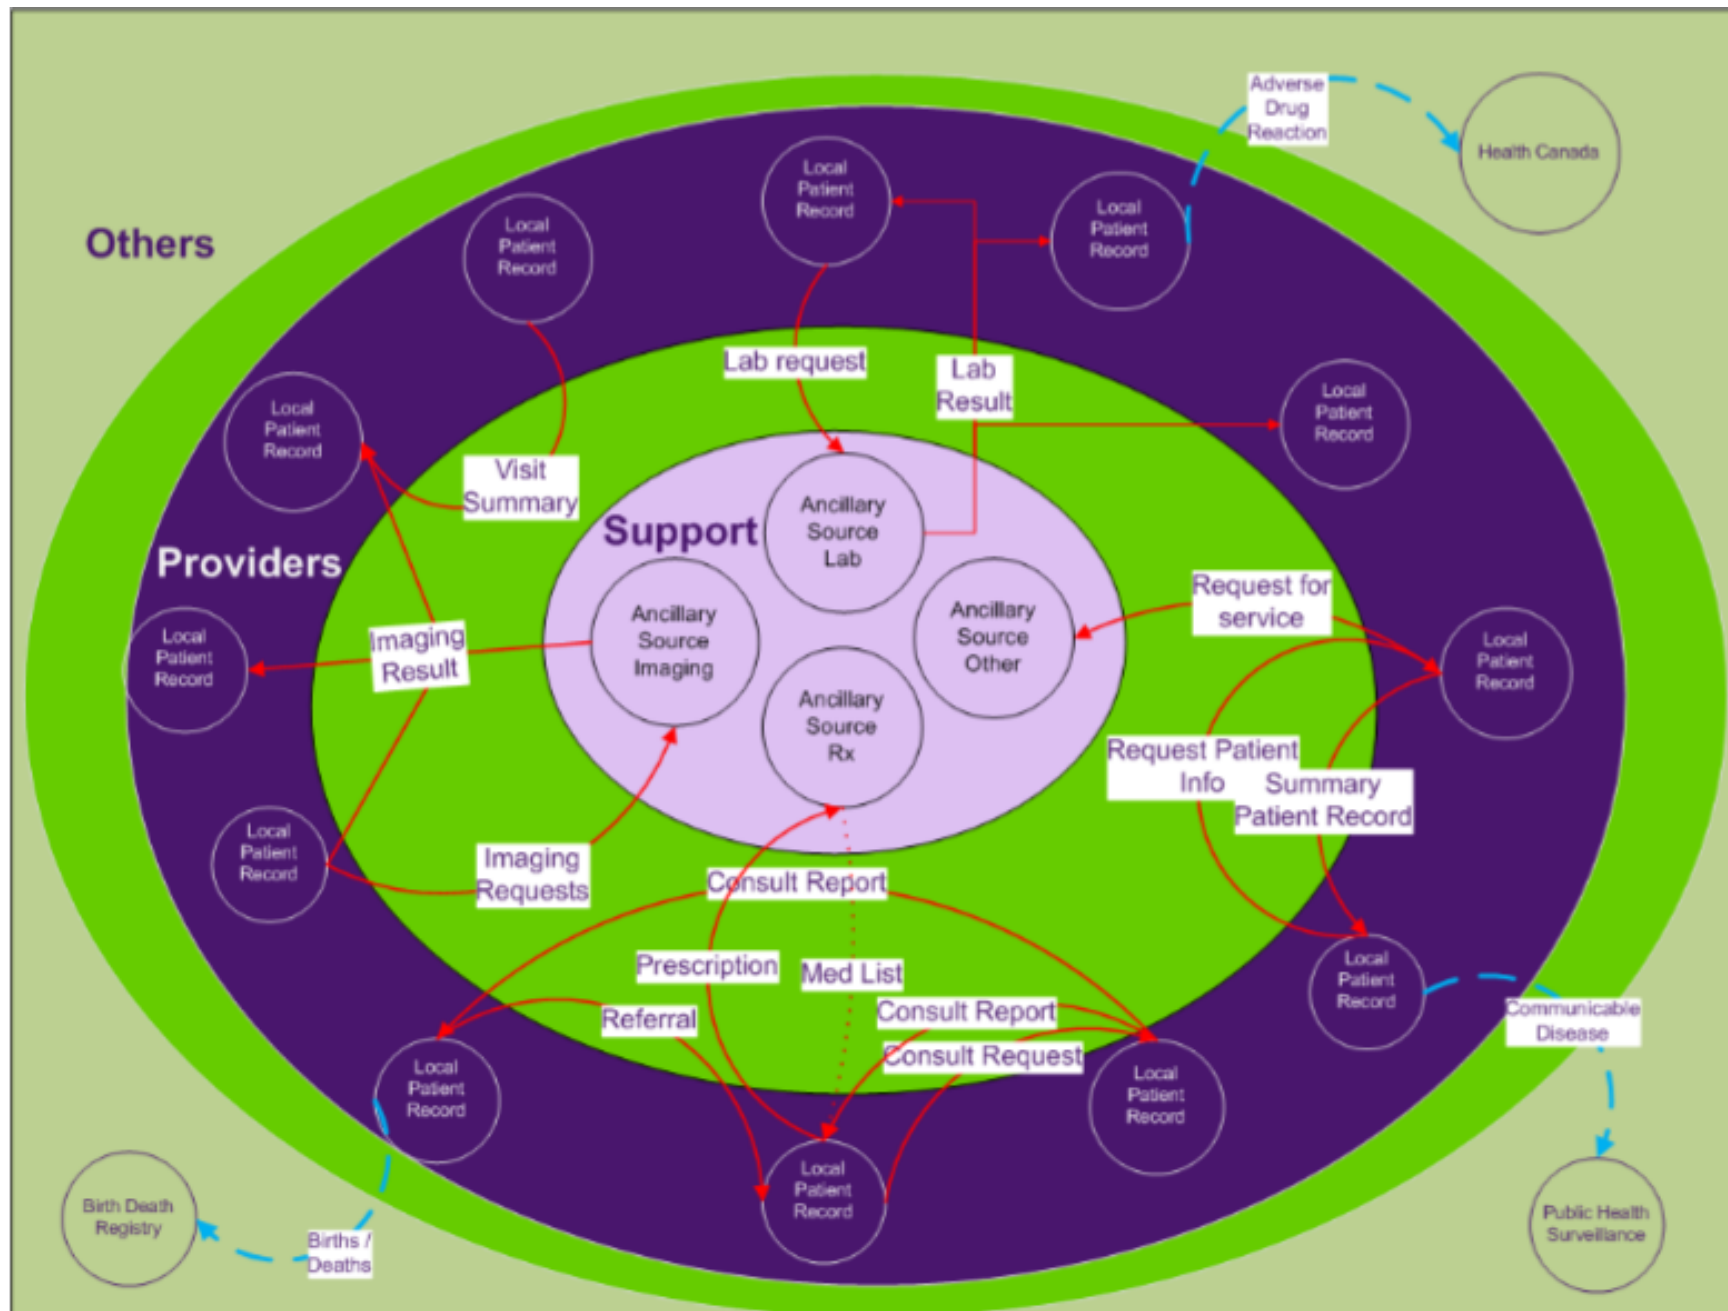 Adverse
Drug
Reaction
Health Canada
Local
Patient
Record
Local
Patient
Record
Local
Patient
Record
Others
Lab request
Lab
Result
Local
Patient
Record
Local
Patient
Record
Visit
Summary
Support
Ancillary
Source
Lab
Providers
Ancillary
Source
Imaging
Ancillary
Source
Other
Request for
service
Local
Patient
Record
Imaging
Result
Local
Patient
Record
Ancillary
Source
Rx
Request Patient
Info
Summary
Patient Record
Local
Patient
Record
Imaging
Requests
Consult Report
Prescription
Med List
Local
Patient
Record
Referral
Consult Report
Consult Request
Communicable
Disease
Local
Patient
Record
Local
Patient
Record
Local
Patient
Record
Birth Death
Registry
Births /
Deaths
Public Health
Surveillance